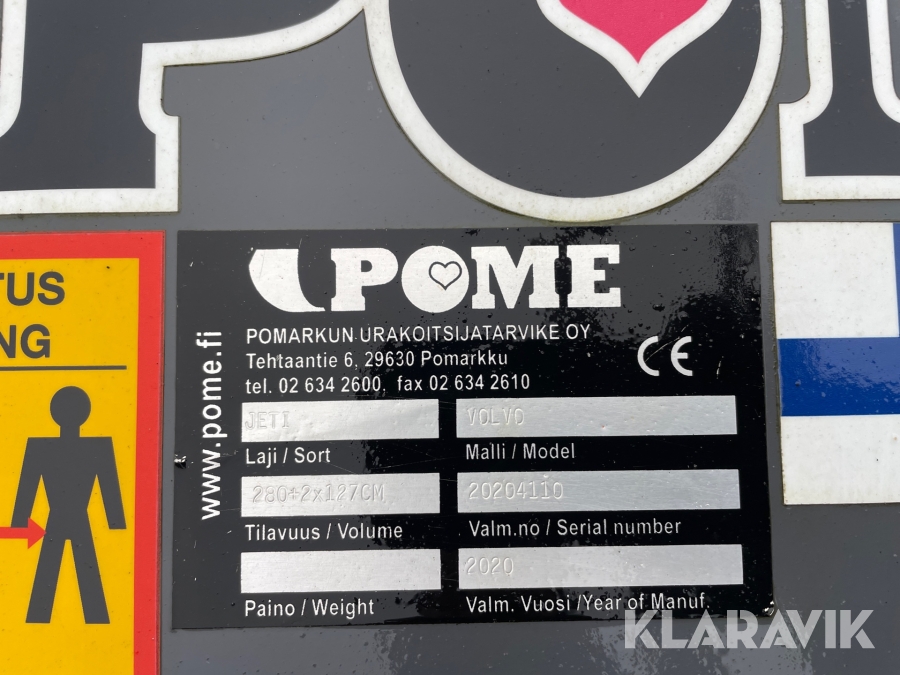 TUS
NG
POME
www.pome.fi
POMARKUN URAKOITSIJATARVIKE OY
Tehtaantie 6, 29630 Pomarkku
tel. 02 634 2600, fax 02 634 2610
CE
JETI
VOLVO
Laji / Sort
Malli / Model
280+2x127CM
20204110
Tilavuus / Volume
Valm.no / Serial number
2020
Paino / Weight
Valm. Vuosi /Year of Manuf.
KLARAVIK